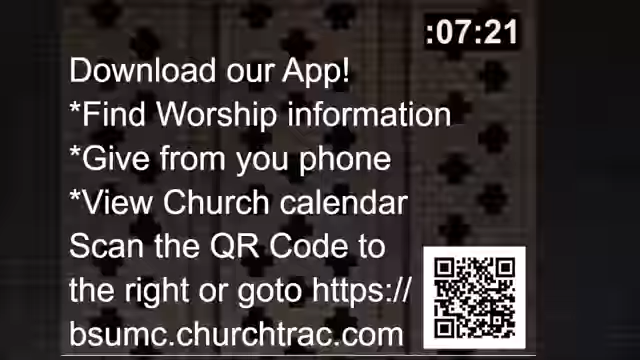 :07:21
Download our App!
*Find Worship information
*Give from you phone
*View Church calendar
Scan the QR Code to
the right or goto https://
bsumc.churchtrac.com